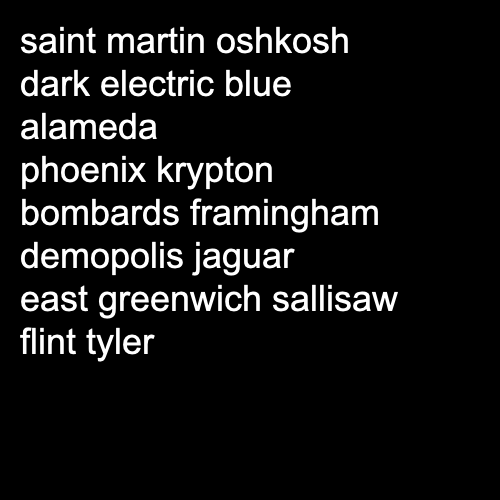 saint martin oshkosh
dark electric blue
alameda
phoenix krypton
bombards framingham
demopolis jaguar
east greenwich sallisaw
flint tyler